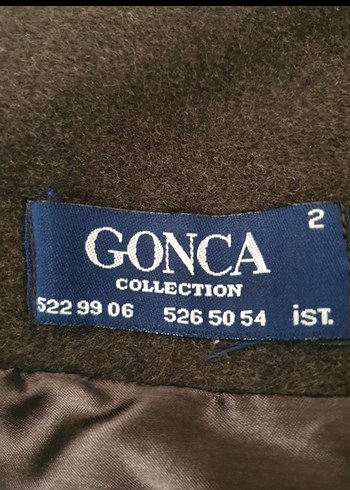 2
GONCA
COLLECTION
522 99 06 526 50 54 İST.